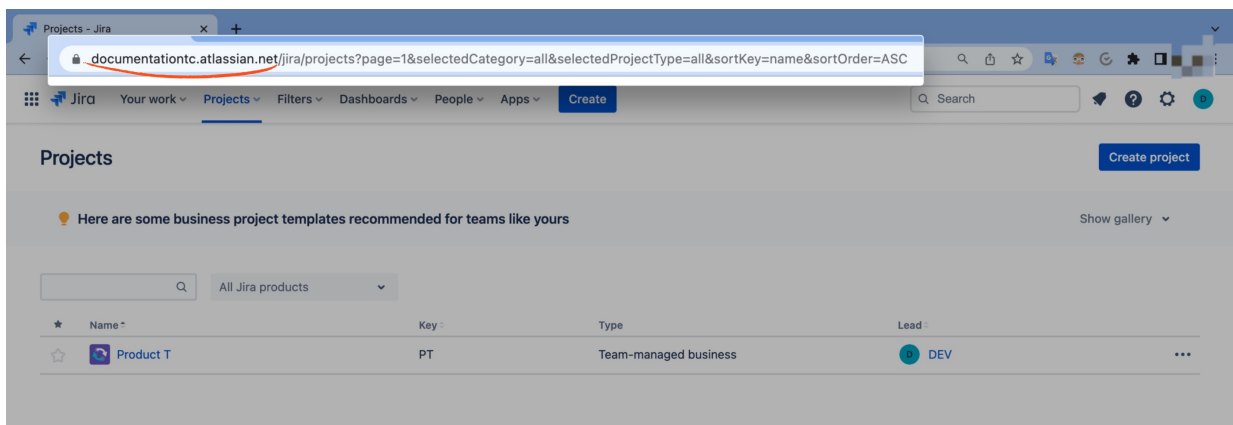 Projects - Jira
documentationtc.atlassian.net/jira/projects?page=1&selectedCategory=all&selectedProjectType=all&sortKey=name&sortOrder=ASC
Jira Your work Projects Filters Dashboards People Apps Create Search D
Projects Create project
Here are some business project templates recommended for teams like yours Show gallery
All Jira products
Name Key Type Lead
Product T PT Team-managed business D DEV